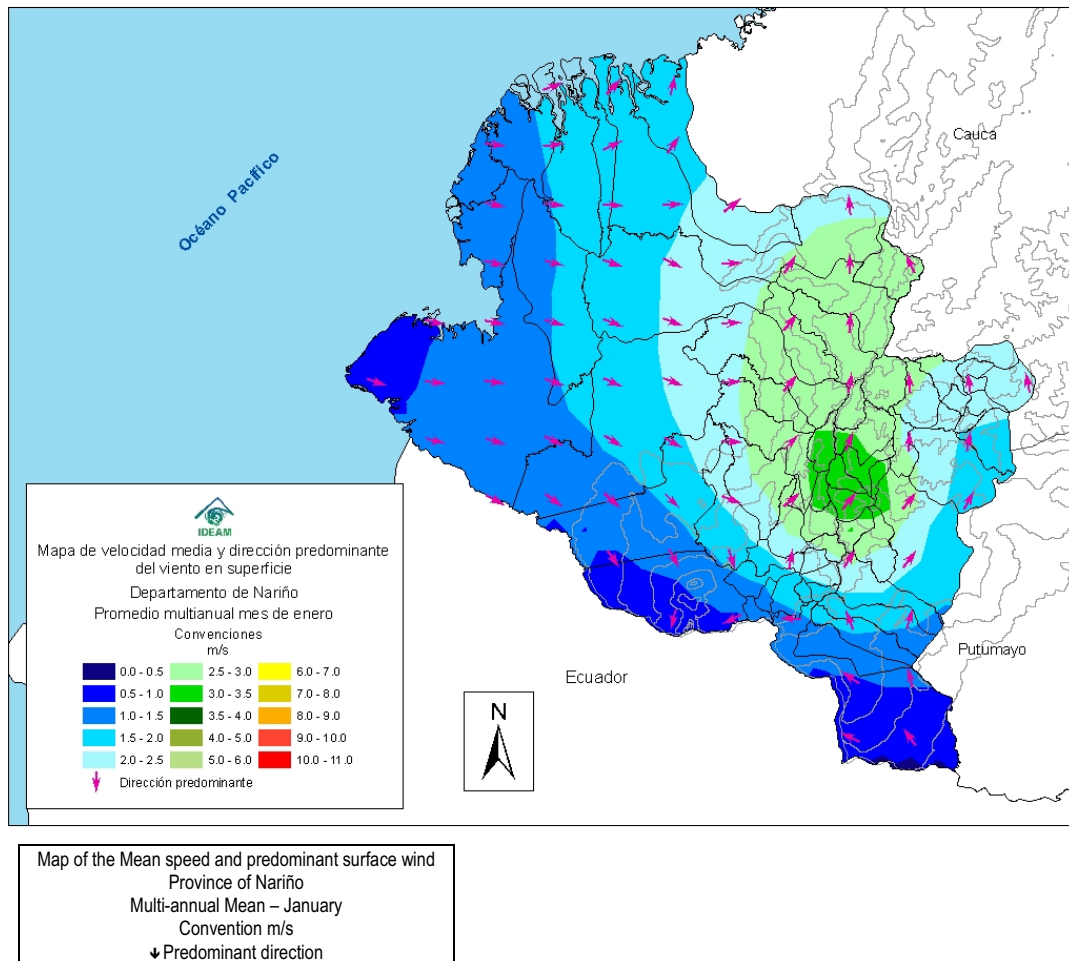 Cauca
Océano Pacífico
IDEAM
Mapa de velocidad media y dirección predominante
del viento en superficie
Departamento de Nariño
Promedio multianual mes de enero
Convenciones
m/s
0.0 - 0.5 2.5 - 3.0 6.0 - 7.0
0.5 - 1.0 3.0 - 3.5 7.0 - 8.0
1.0 - 1.5 3.5 - 4.0 8.0 - 9.0
1.5 - 2.0 4.0 - 5.0 9.0 - 10.0
2.0 - 2.5 5.0 - 6.0 10.0 - 11.0
Dirección predominante
Ecuador
Putumayo
N
Map of the Mean speed and predominant surface wind
Province of Nariño
Multi-annual Mean – January
Convention m/s
Predominant direction